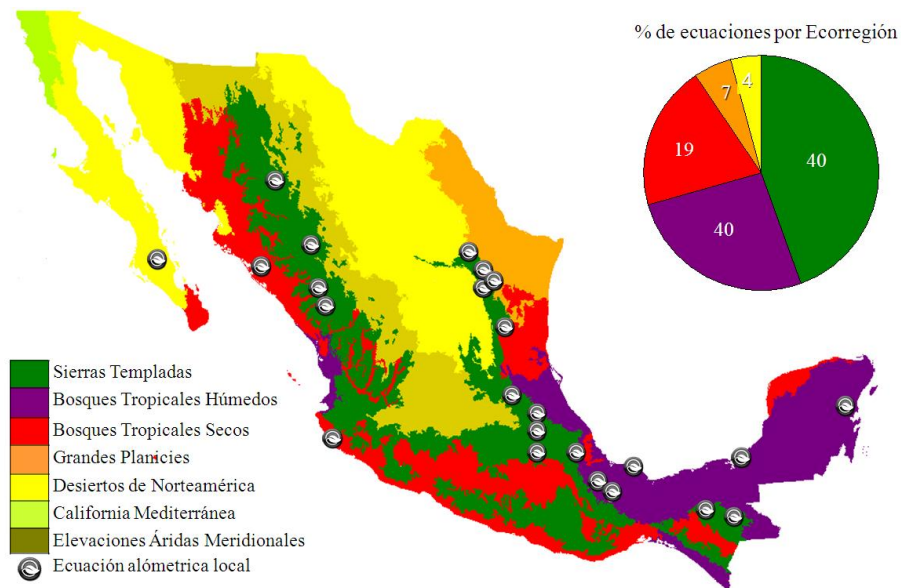 % de ecuaciones por Ecorregión
4
7
40
19
40
Sierras Templadas
Bosques Tropicales Húmedos
Bosques Tropicales Secos
Grandes Planicies
Desiertos de Norteamérica
California Mediterránea
Elevaciones Áridas Meridionales
Ecuación alómetrica local